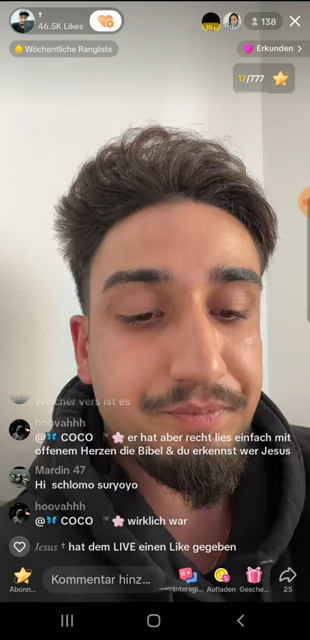 †
46.5K Likes
30+
138
Wöchentliche Rangliste
Erkunden
17/777
Welcher vers ist es
hoovahhh
@🦋 COCO 🏴🌸 er hat aber recht lies einfach mit
offenem Herzen die Bibel & du erkennst wer Jesus
Mardin 47
Hi schlomo suryoyo
hoovahhh
@🦋 COCO 🏴🌸 wirklich war
Jesus † hat dem LIVE einen Like gegeben
Abonn...
Kommentar hinz...
Interagi...
Aufladen
Gesche...
25